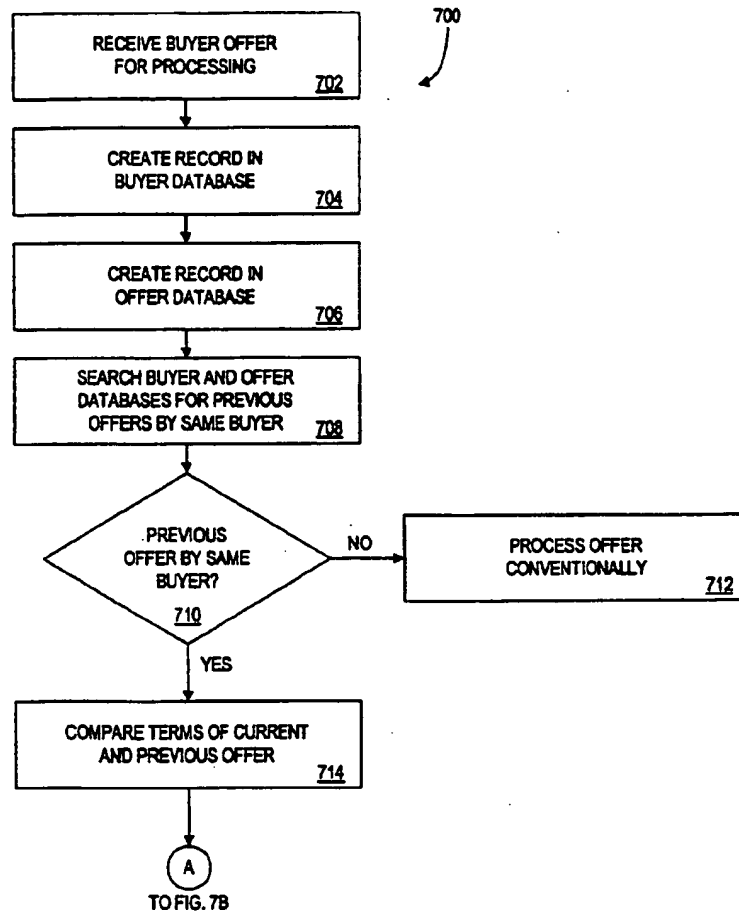 700
RECEIVE BUYER OFFER
FOR PROCESSING
702
CREATE RECORD IN
BUYER DATABASE
704
CREATE RECORD IN
OFFER DATABASE
706
SEARCH BUYER AND OFFER
DATABASES FOR PREVIOUS
OFFERS BY SAME BUYER
708
PREVIOUS
OFFER BY SAME
BUYER?
710
NO
PROCESS OFFER
CONVENTIONALLY
712
YES
COMPARE TERMS OF CURRENT
AND PREVIOUS OFFER
714
A
TO FIG. 7B